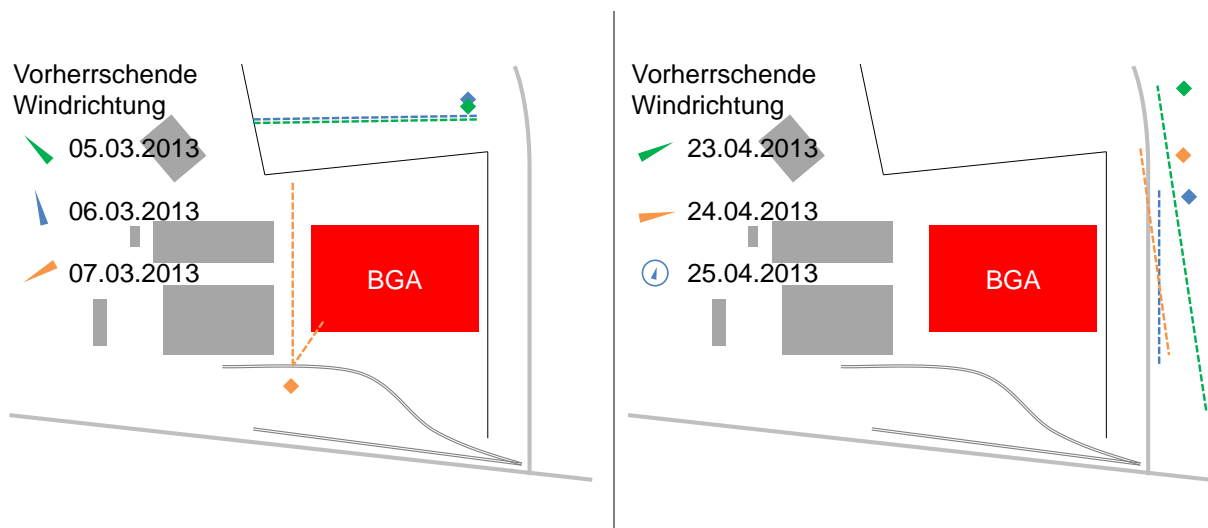 Vorherrschende
Windrichtung
05.03.2013
06.03.2013
07.03.2013
BGA
Vorherrschende
Windrichtung
23.04.2013
24.04.2013
25.04.2013
BGA